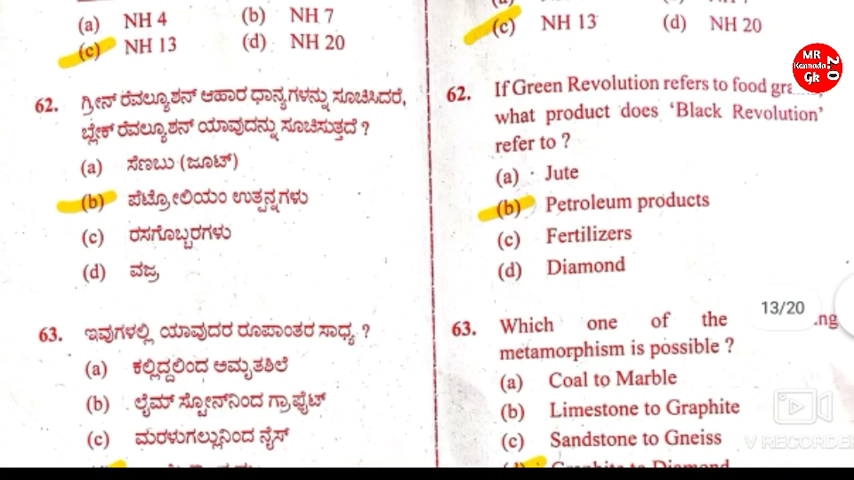 (a) NH 4 (b) NH 7
(c) NH 13 (d) NH 20
62. ಗ್ರೀನ್ ರೆವಲ್ಯೂಶನ್ ಆಹಾರ ಧಾನ್ಯಗಳನ್ನು ಸೂಚಿಸಿದರೆ,
ಬ್ಲೇಕ್ ರೆವಲ್ಯೂಶನ್ ಯಾವುದನ್ನು ಸೂಚಿಸುತ್ತದೆ ?
(a) ಸೆಣಬು (ಜೂಟ್)
(b) ಪೆಟ್ರೋಲಿಯಂ ಉತ್ಪನ್ನಗಳು
(c) ರಸಗೊಬ್ಬರಗಳು
(d) ವಜ್ರ
63. ಇವುಗಳಲ್ಲಿ ಯಾವುದರ ರೂಪಾಂತರ ಸಾಧ್ಯ ?
(a) ಕಲ್ಲಿದ್ದಲಿಂದ ಅಮೃತಶಿಲೆ
(b) ಲೈಮ್ ಸ್ಟೋನ್‌ನಿಂದ ಗ್ರಾಫೈಟ್
(c) ಮರಳುಗಲ್ಲುನಿಂದ ನೈಸ್
(c) NH 13 (d) NH 20
62. If Green Revolution refers to food
what product does ‘Black Revolution’
refer to ?
(a) Jute
(b) Petroleum products
(c) Fertilizers
(d) Diamond
63. Which one of the
metamorphism is possible ?
(a) Coal to Marble
(b) Limestone to Graphite
(c) Sandstone to Gneiss
(d) Graphite to Diamond
MR
Kannada
Gk
2.0
13/20
V RECORDER